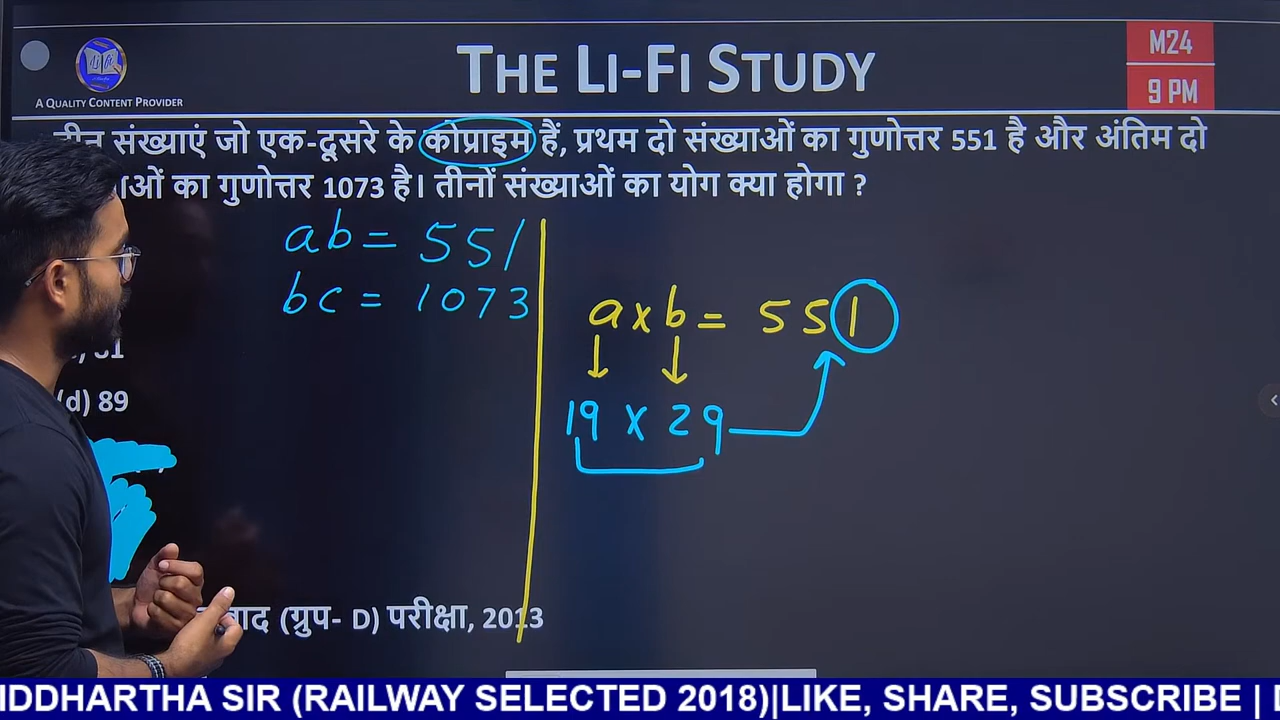 THE LI-FI STUDY
A QUALITY CONTENT PROVIDER
M24
9 PM
संख्याएं जो एक-दूसरे के कोप्राइम हैं, प्रथम दो संख्याओं का गुणोत्तर 551 है और अंतिम दो
का गुणोत्तर 1073 है। तीनों संख्याओं का योग क्या होगा ?
ab = 551
bc = 1073
a x b = 551
19 x 29
(d) 89
(ग्रुप- D) परीक्षा, 2013
SIR (RAILWAY SELECTED 2018)|LIKE, SHARE, SUBSCRIBE |